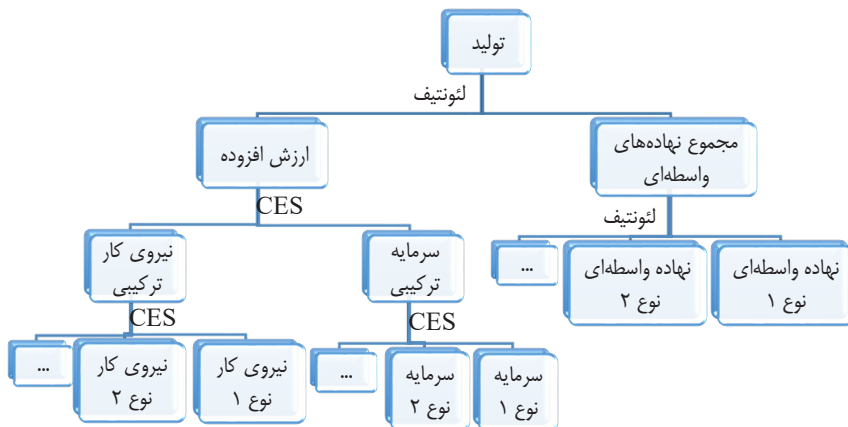 تولید
لئونتیف
مجموع نهاده‌های
واسطه‌ای
ارزش افزوده
لئونتیف
CES
نهاده واسطه‌ای
نوع ۱
نهاده واسطه‌ای
نوع ۲
...
سرمایه
ترکیبی
نیروی کار
ترکیبی
CES
CES
سرمایه
نوع ۱
سرمایه
نوع ۲
...
نیروی کار
نوع ۱
نیروی کار
نوع ۲
...